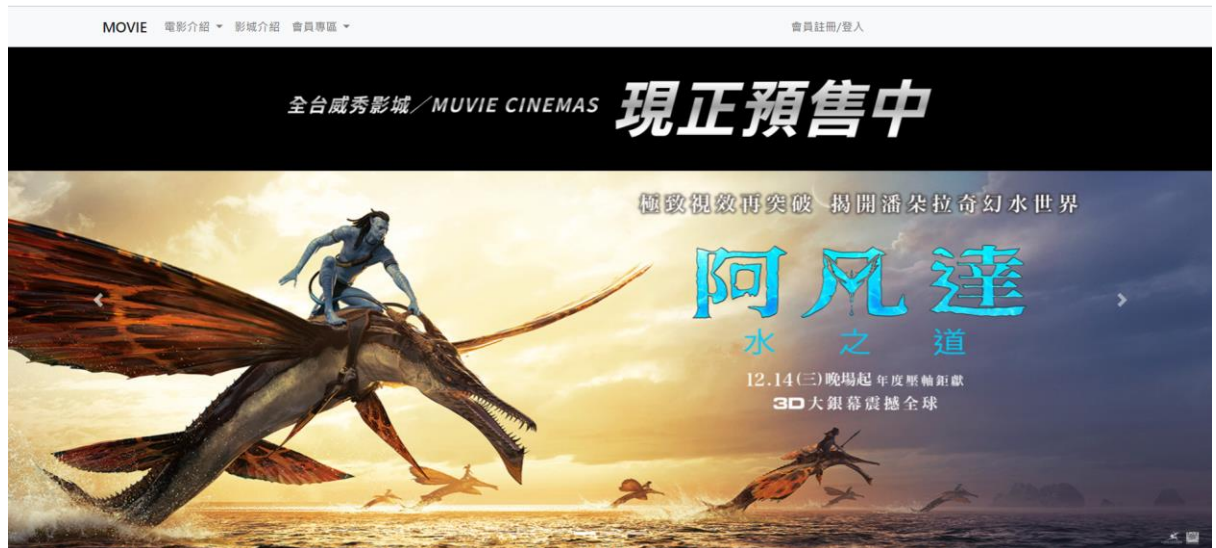 MOVIE 電影介紹 影城介紹 會員專區 會員註冊/登入
全台威秀影城／MUVIE CINEMAS 現正預售中
極致視效再突破 揭開潘朵拉奇幻水世界
阿凡達
水之道
12.14(三)晚場起 年度壓軸鉅獻
3D大銀幕震撼全球